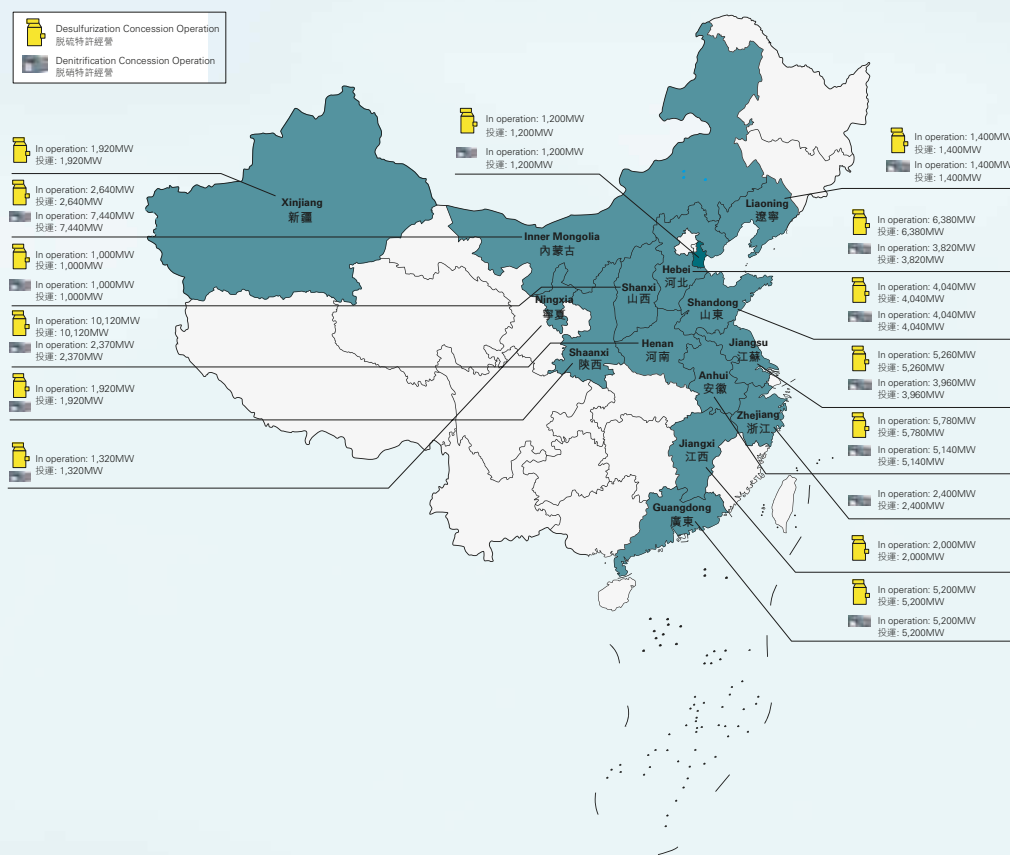 Desulfurization Concession Operation
脱硫特許經營
Denitrification Concession Operation
脱硝特許經營
In operation: 1,920MW
投運: 1,920MW
In operation: 2,640MW
投運: 2,640MW
In operation: 7,440MW
投運: 7,440MW
In operation: 1,000MW
投運: 1,000MW
In operation: 1,000MW
投運: 1,000MW
In operation: 10,120MW
投運: 10,120MW
In operation: 2,370MW
投運: 2,370MW
In operation: 1,920MW
投運: 1,920MW
In operation: 1,320MW
投運: 1,320MW
In operation: 1,200MW
投運: 1,200MW
In operation: 1,200MW
投運: 1,200MW
Xinjiang
新疆
Inner Mongolia
內蒙古
Liaoning
遼寧
Hebei
河北
Shanxi
山西
Ningxia
寧夏
Shandong
山東
Shaanxi
陝西
Henan
河南
Jiangsu
江蘇
Anhui
安徽
Zhejiang
浙江
Jiangxi
江西
Guangdong
廣東
In operation: 1,400MW
投運: 1,400MW
In operation: 1,400MW
投運: 1,400MW
In operation: 6,380MW
投運: 6,380MW
In operation: 3,820MW
投運: 3,820MW
In operation: 4,040MW
投運: 4,040MW
In operation: 4,040MW
投運: 4,040MW
In operation: 5,260MW
投運: 5,260MW
In operation: 3,960MW
投運: 3,960MW
In operation: 5,780MW
投運: 5,780MW
In operation: 5,140MW
投運: 5,140MW
In operation: 2,400MW
投運: 2,400MW
In operation: 2,000MW
投運: 2,000MW
In operation: 5,200MW
投運: 5,200MW
In operation: 5,200MW
投運: 5,200MW